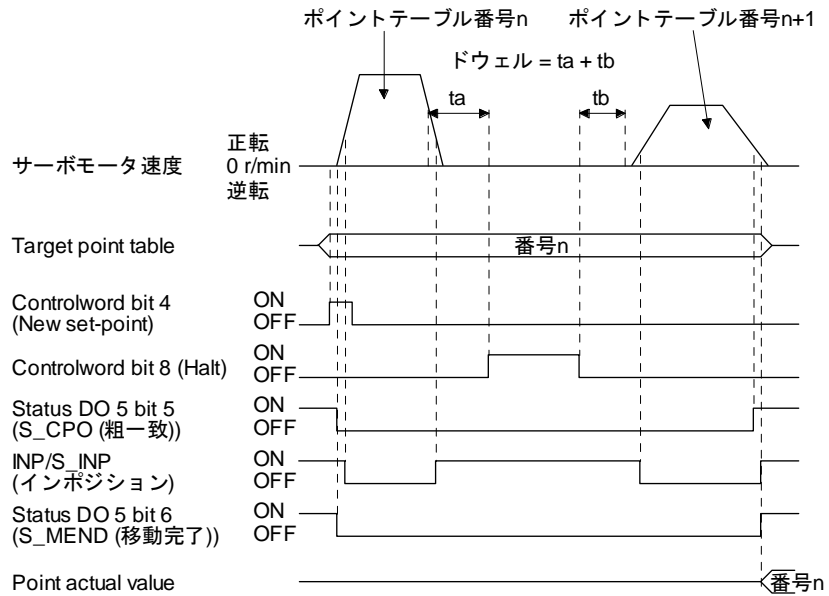 ポイントテーブル番号n
ポイントテーブル番号n+1
ドウェル = ta + tb
ta
tb
正転
サーボモータ速度
0 r/min
逆転
Target point table
番号n
Controlword bit 4
(New set-point)
ON
OFF
Controlword bit 8 (Halt)
ON
OFF
Status DO 5 bit 5
(S_CPO (粗一致))
ON
OFF
INP/S_INP
(インポジション)
ON
OFF
Status DO 5 bit 6
(S_MEND (移動完了))
ON
OFF
Point actual value
番号n